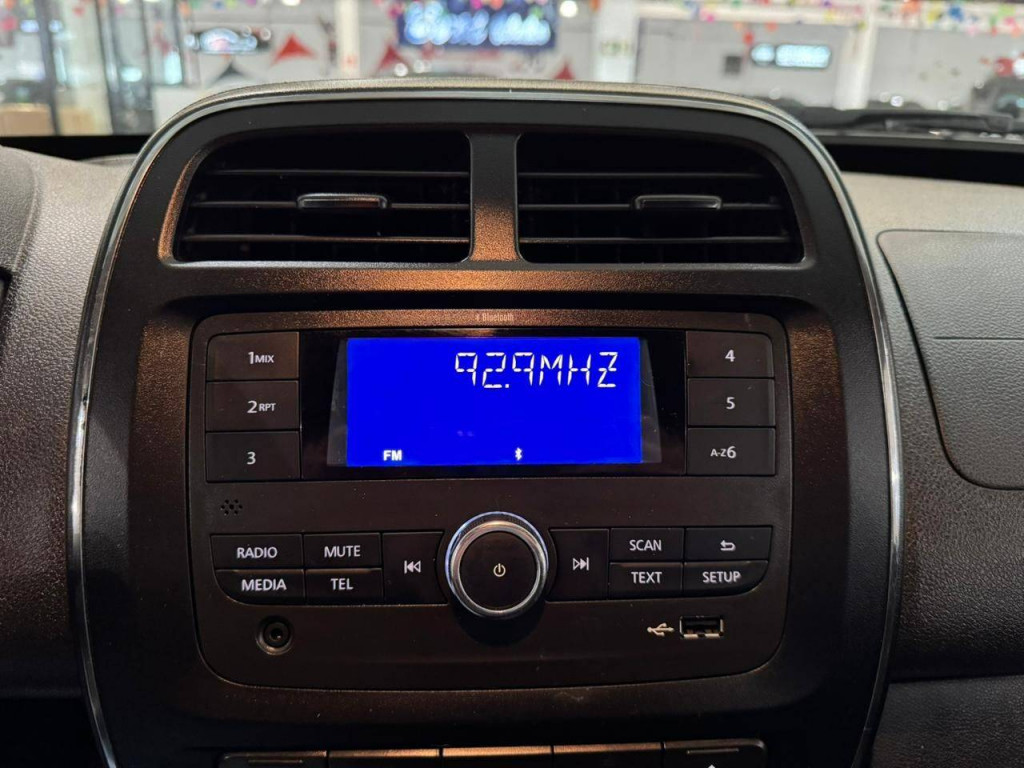 Bluetooth
1MIX
2RPT
3
92.9MHZ
FM
4
5
A-Z6
RADIO
MUTE
SCAN
MEDIA
TEL
TEXT
SETUP